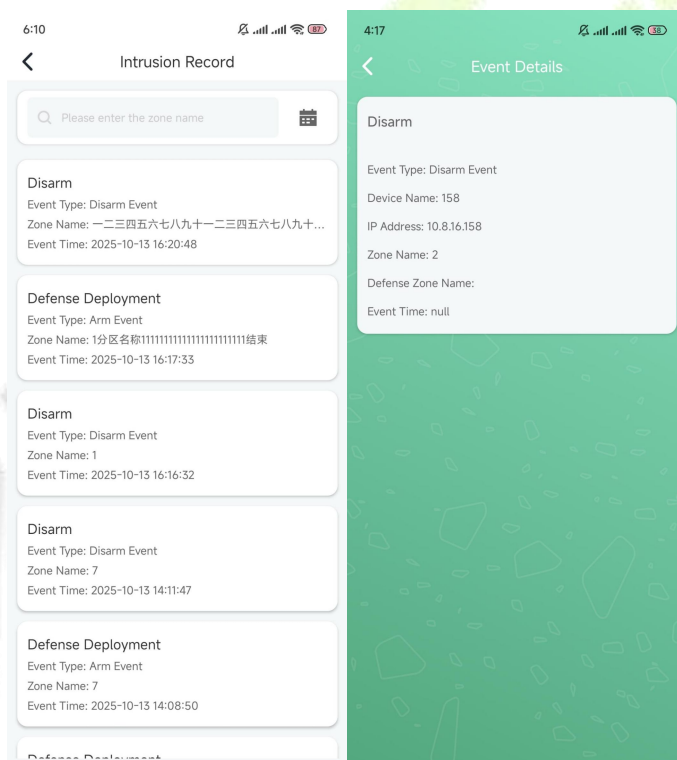 6:10
87
Intrusion Record
Please enter the zone name
Disarm
Event Type: Disarm Event
Zone Name: 一二三四五六七八九十一二三四五六七八九十...
Event Time: 2025-10-13 16:20:48
Defense Deployment
Event Type: Arm Event
Zone Name: 1分区名称11111111111111111111111结束
Event Time: 2025-10-13 16:17:33
Disarm
Event Type: Disarm Event
Zone Name: 1
Event Time: 2025-10-13 16:16:32
Disarm
Event Type: Disarm Event
Zone Name: 7
Event Time: 2025-10-13 14:11:47
Defense Deployment
Event Type: Arm Event
Zone Name: 7
Event Time: 2025-10-13 14:08:50
Defense Deployment
4:17
38
Event Details
Disarm
Event Type: Disarm Event
Device Name: 158
IP Address: 10.8.16.158
Zone Name: 2
Defense Zone Name:
Event Time: null